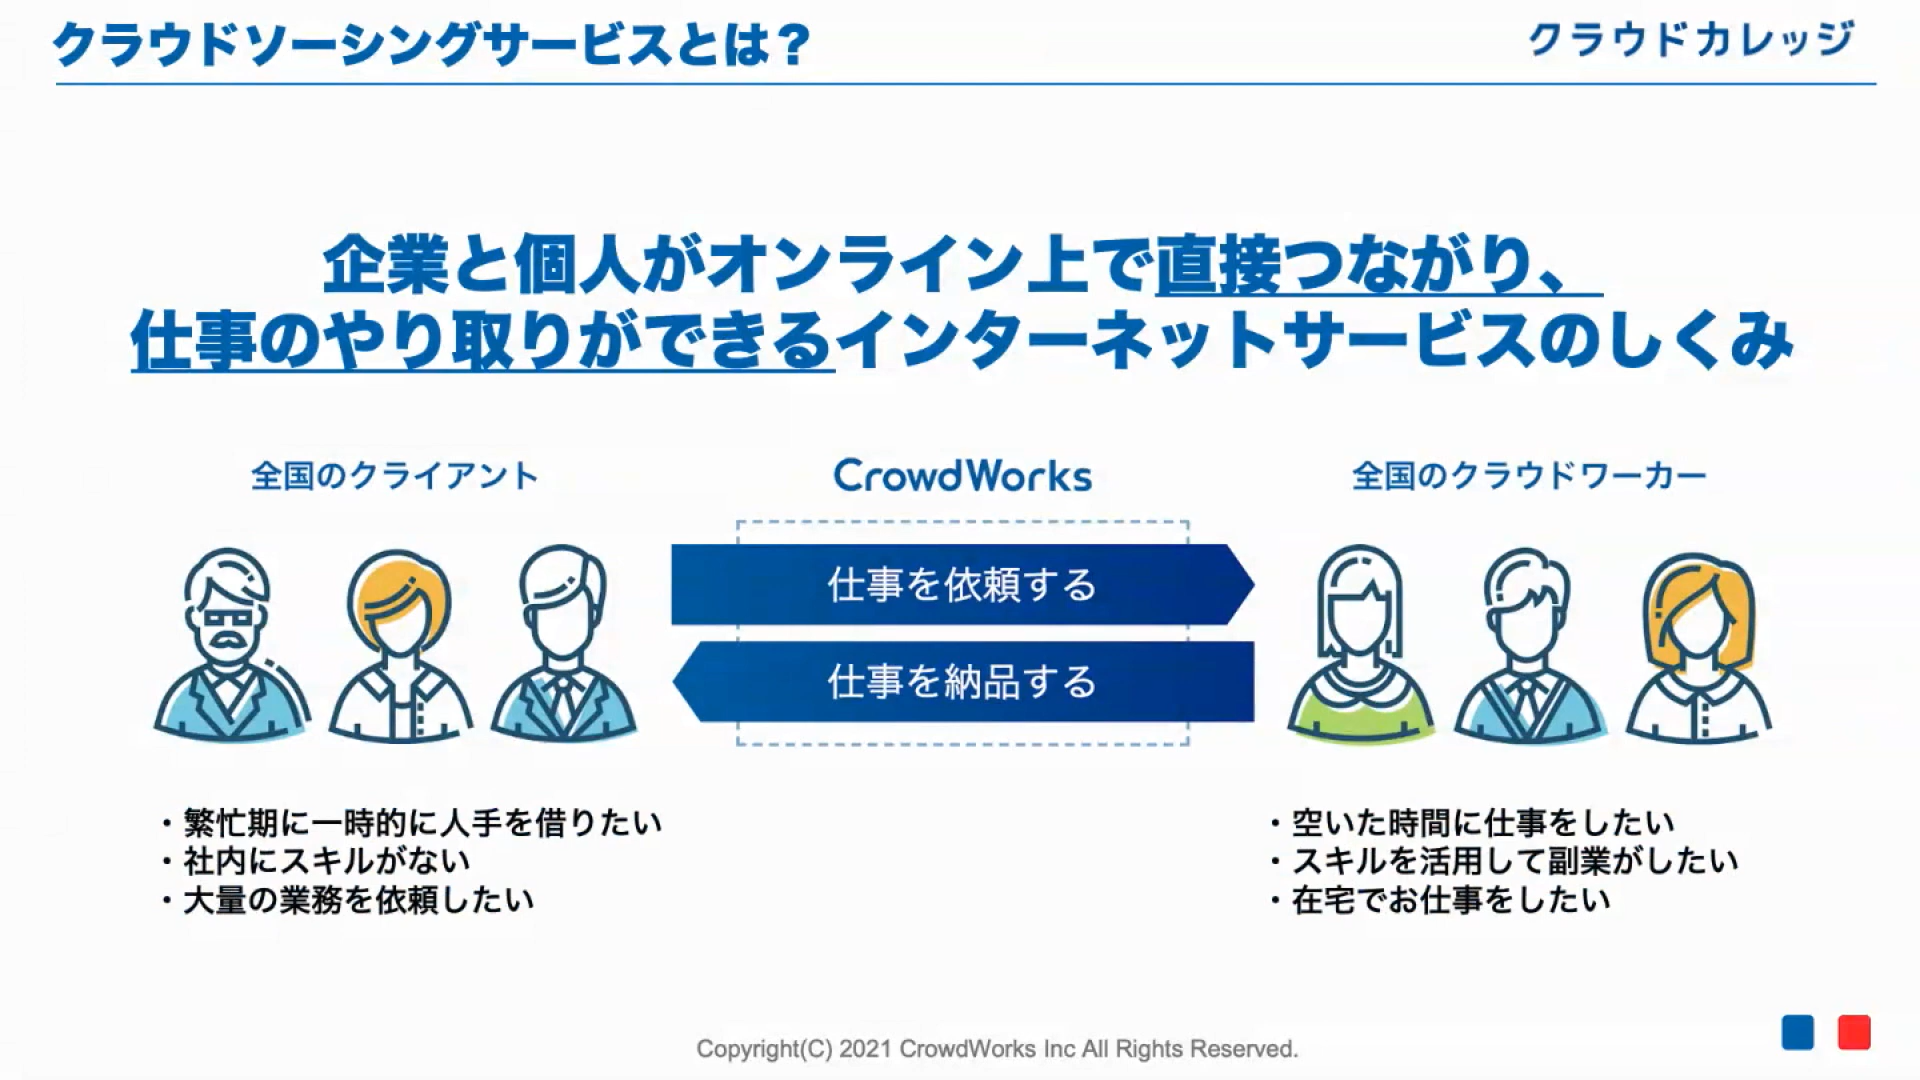 クラウドソーシングサービスとは？
クラウドカレッジ
企業と個人がオンライン上で直接つながり、
仕事のやり取りができるインターネットサービスのしくみ
全国のクライアント
CrowdWorks
全国のクラウドワーカー
仕事を依頼する
仕事を納品する
・繁忙期に一時的に人手を借りたい
・社内にスキルがない
・大量の業務を依頼したい
・空いた時間に仕事をしたい
・スキルを活用して副業がしたい
・在宅でお仕事をしたい
Copyright(C) 2021 CrowdWorks Inc All Rights Reserved.